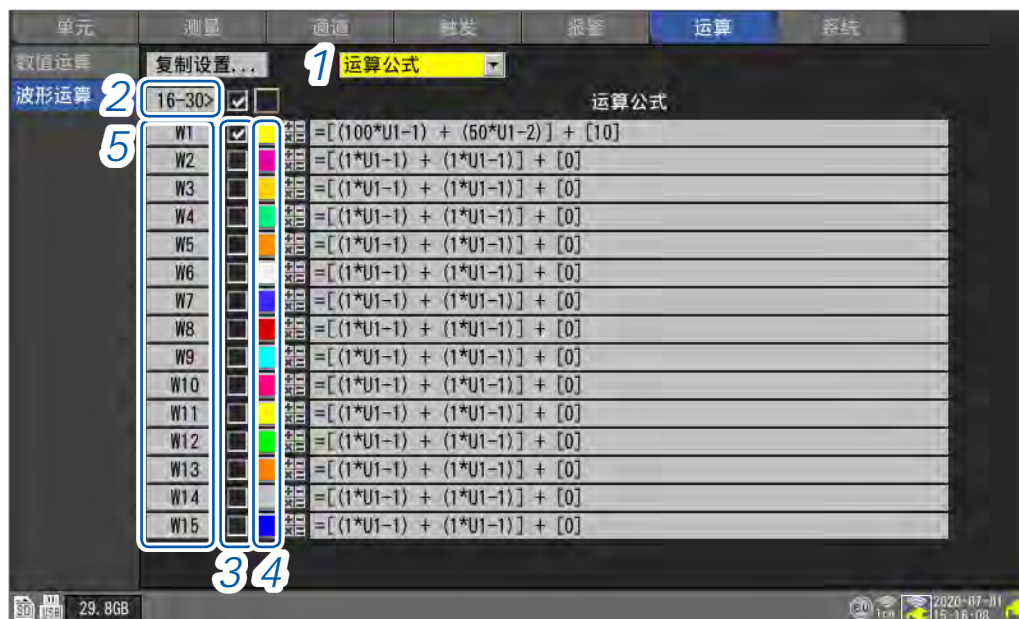 单元 测量 通道 触发 报警 运算 系统
数值运算 复制设置... 1 运算公式
波形运算 2 16-30> 运算公式
5 W1 =[(100*U1-1) + (50*U1-2)] + [10]
W2 =[(1*U1-1) + (1*U1-1)] + [0]
W3 =[(1*U1-1) + (1*U1-1)] + [0]
W4 =[(1*U1-1) + (1*U1-1)] + [0]
W5 =[(1*U1-1) + (1*U1-1)] + [0]
W6 =[(1*U1-1) + (1*U1-1)] + [0]
W7 =[(1*U1-1) + (1*U1-1)] + [0]
W8 =[(1*U1-1) + (1*U1-1)] + [0]
W9 =[(1*U1-1) + (1*U1-1)] + [0]
W10 =[(1*U1-1) + (1*U1-1)] + [0]
W11 =[(1*U1-1) + (1*U1-1)] + [0]
W12 =[(1*U1-1) + (1*U1-1)] + [0]
W13 =[(1*U1-1) + (1*U1-1)] + [0]
W14 =[(1*U1-1) + (1*U1-1)] + [0]
W15 =[(1*U1-1) + (1*U1-1)] + [0]
3 4
SD USB 29.8GB 2020-07-01
15:16:08